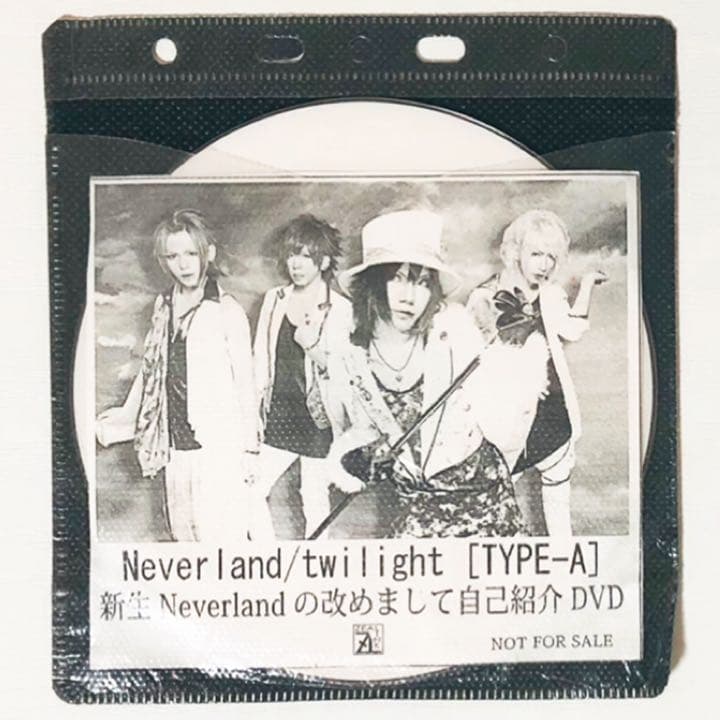 Neverland/twilight [TYPE-A]
新生 Neverland の改めまして自己紹介 DVD
NOT FOR SALE